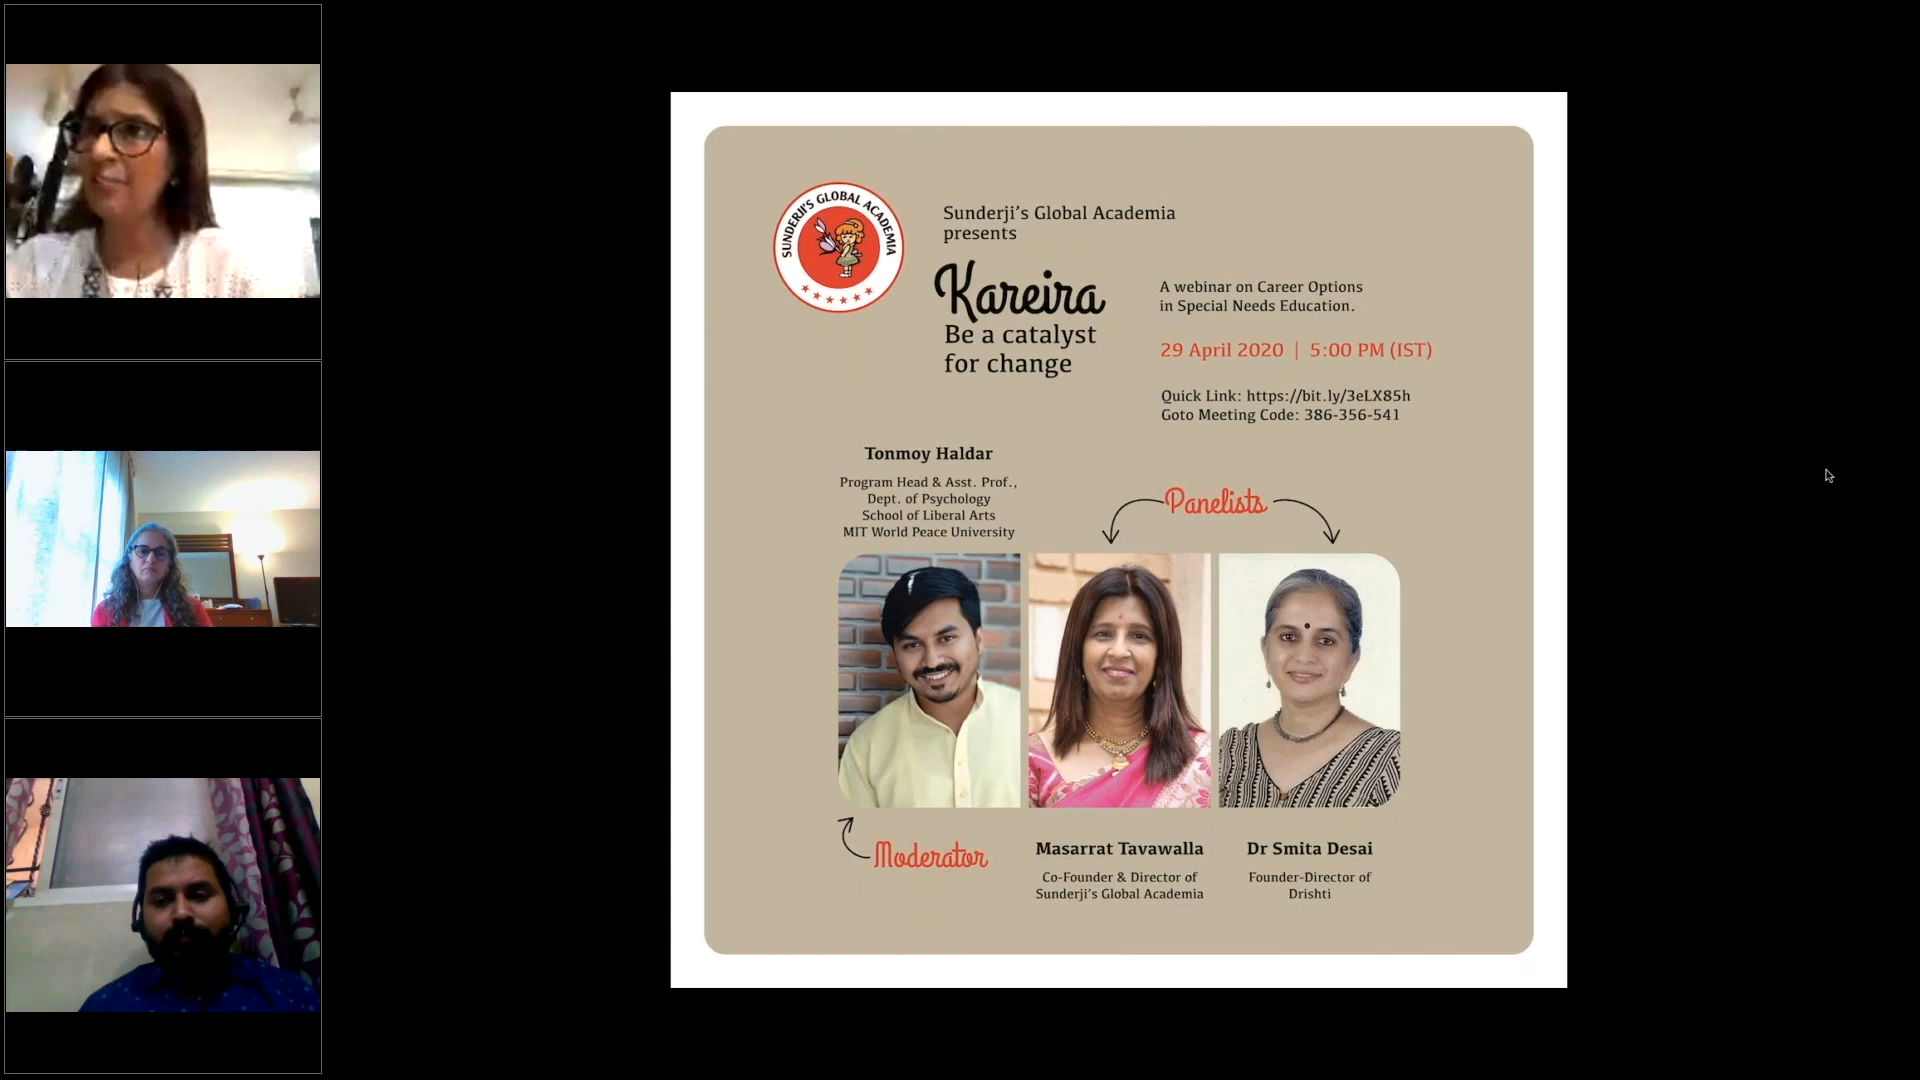 SUNDERJI'S GLOBAL ACADEMIA
Sunderji's Global Academia
presents
Kareira
Be a catalyst
for change
A webinar on Career Options
in Special Needs Education.
29 April 2020 | 5:00 PM (IST)
Quick Link: https://bit.ly/3eLX85h
Goto Meeting Code: 386-356-541
Tonmoy Haldar
Program Head & Asst. Prof.,
Dept. of Psychology
School of Liberal Arts
MIT World Peace University
Panelists
Moderator
Masarrat Tavawalla
Co-Founder & Director of
Sunderji's Global Academia
Dr Smita Desai
Founder-Director of
Drishti